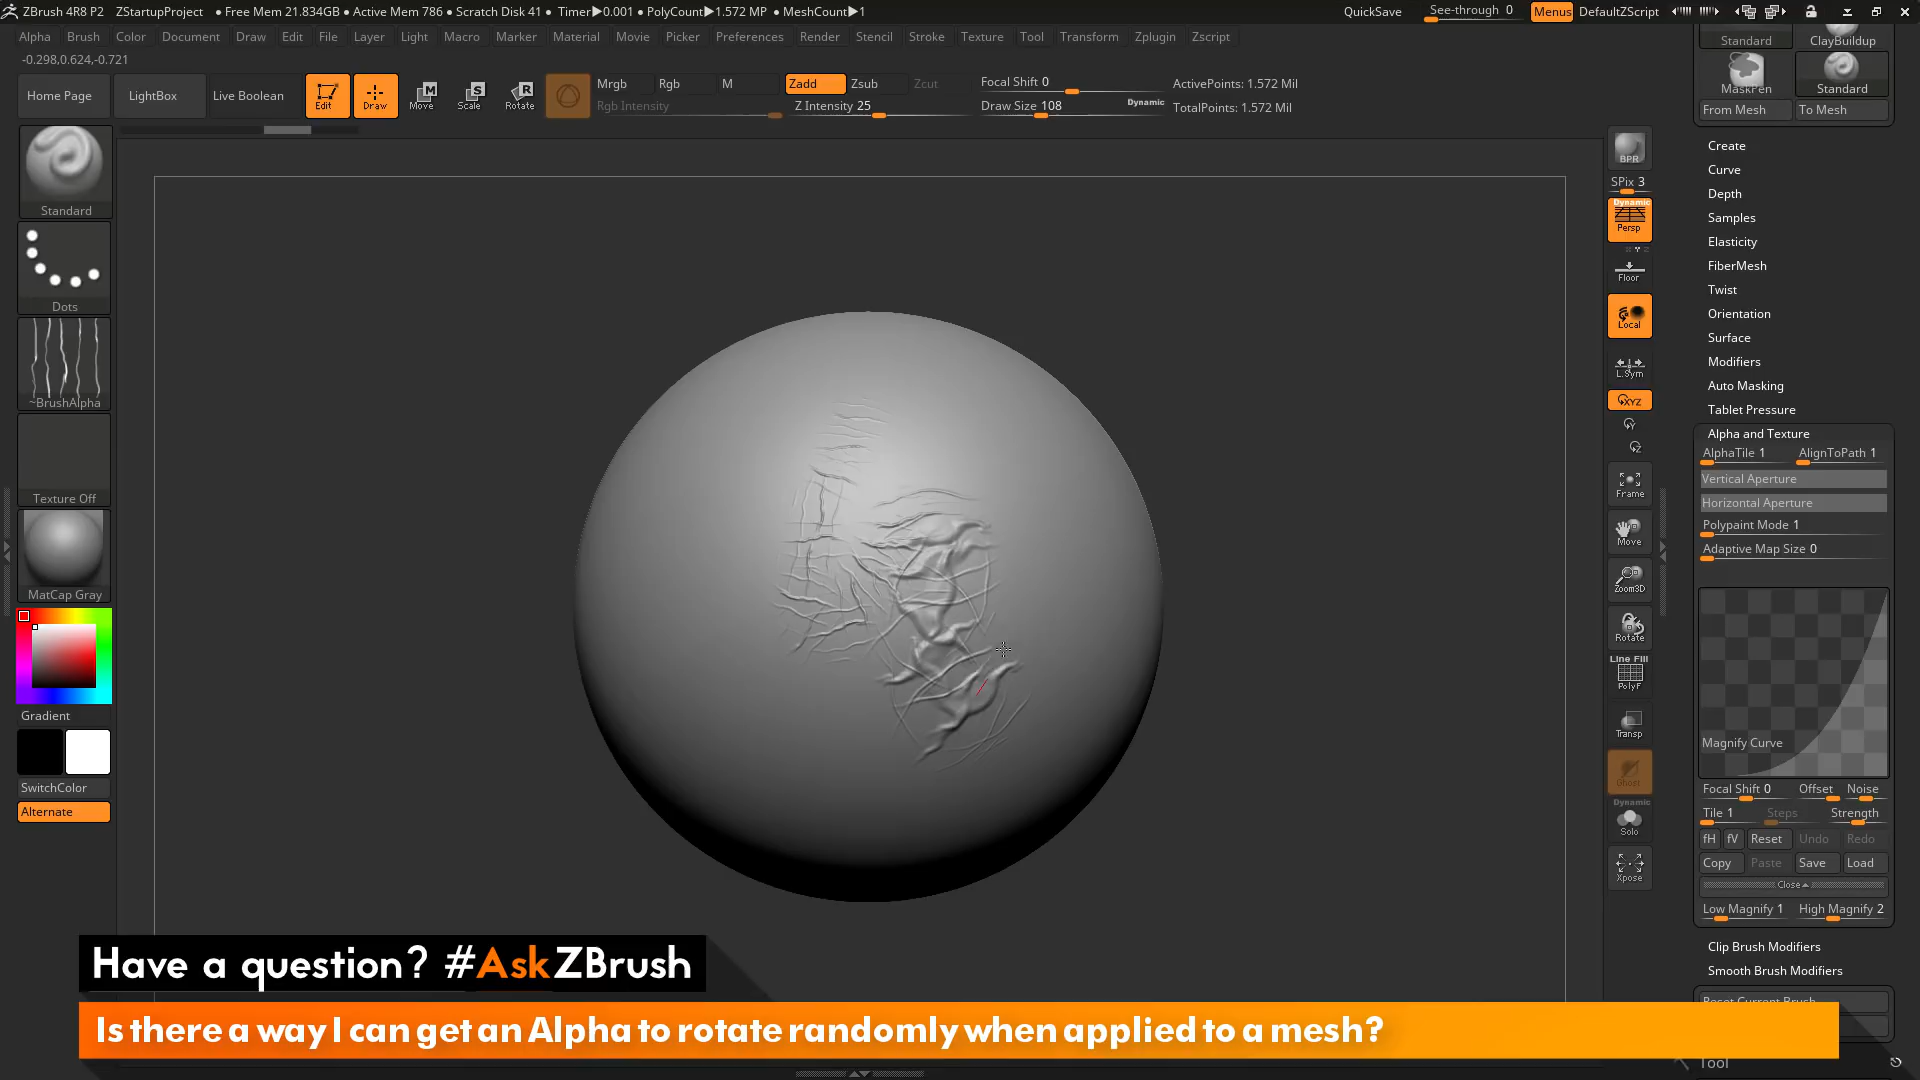 ZBrush 4R8 P2 ZStartupProject • Free Mem 21.834GB • Active Mem 786 • Scratch Disk 41 • Timer▶0.001 • PolyCount▶1.572 MP • MeshCount▶1 QuickSave See-through 0 Menus DefaultZScript
Alpha Brush Color Document Draw Edit File Layer Light Macro Marker Material Movie Picker Preferences Render Stencil Stroke Texture Tool Transform Zplugin Zscript
-0.298,0.624,-0.721
Home Page LightBox Live Boolean Edit Draw Move Scale Rotate
Mrgb Rgb M Zadd Zsub Zcut Focal Shift 0 ActivePoints: 1.572 Mil
Rgb Intensity Z Intensity 25 Draw Size 108 Dynamic TotalPoints: 1.572 Mil
Standard
Dots
~BrushAlpha
Texture Off
MatCap Gray
Gradient
SwitchColor
Alternate
BPR
SPix 3
Dynamic
Persp
Floor
Local
L.Sym
XYZ
Frame
Move
Zoom3D
Rotate
Line Fill
PolyF
Transp
Ghost
Dynamic
Solo
Xpose
Standard ClayBuildup
MaskPen Standard
From Mesh To Mesh
Create
Curve
Depth
Samples
Elasticity
FiberMesh
Twist
Orientation
Surface
Modifiers
Auto Masking
Tablet Pressure
Alpha and Texture
AlphaTile 1 AlignToPath 1
Vertical Aperture
Horizontal Aperture
Polypaint Mode 1
Adaptive Map Size 0
Magnify Curve
Focal Shift 0 Offset Noise
Tile 1 Steps Strength
fH fV Reset Undo Redo
Copy Paste Save Load
Close
Low Magnify 1 High Magnify 2
Clip Brush Modifiers
Smooth Brush Modifiers
Reset Current Brush
Tool
Have a question? #AskZBrush
Is there a way I can get an Alpha to rotate randomly when applied to a mesh?